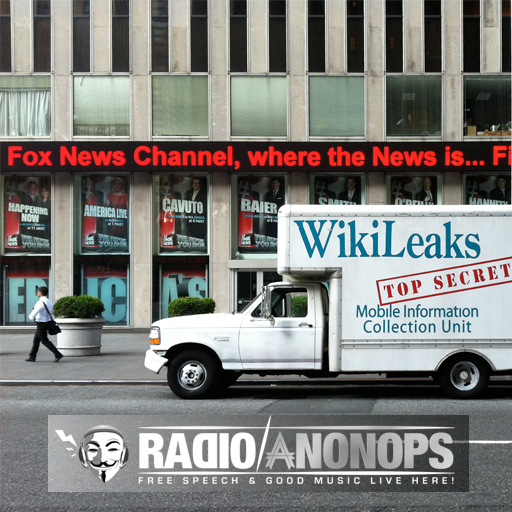 Fox News Channel, where the News is... Fi
HAPPENING
NOW
AMERICA LIVE
CAVUTO
BAIER
SMITH
WikiLeaks
TOP SECRET
Mobile Information
Collection Unit
RADIO/ANONOPS
FREE SPEECH & GOOD MUSIC LIVE HERE!